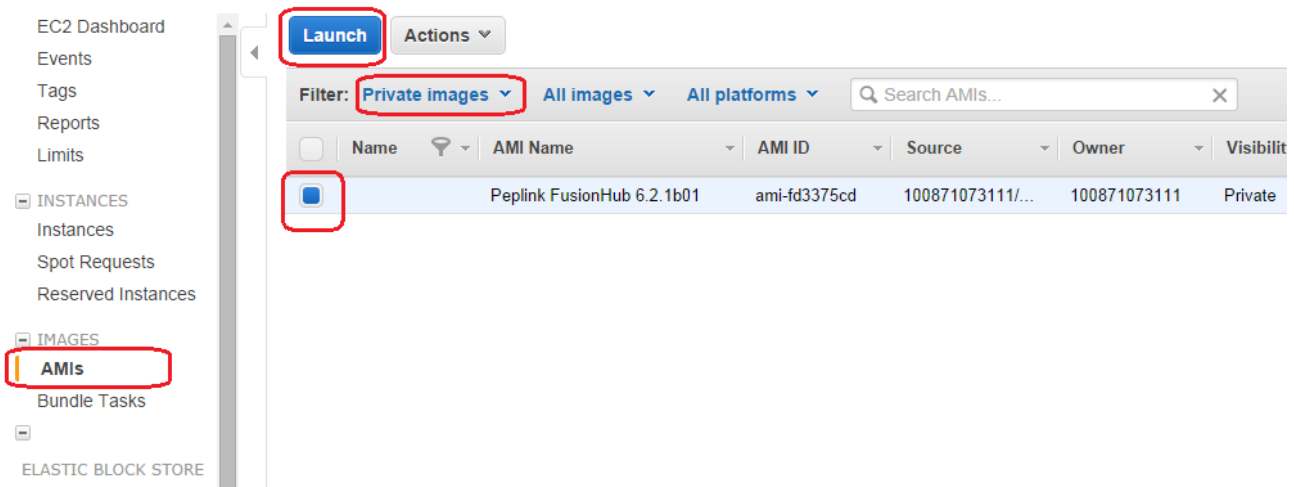 EC2 Dashboard
Events
Tags
Reports
Limits
INSTANCES
Instances
Spot Requests
Reserved Instances
IMAGES
AMIs
Bundle Tasks
ELASTIC BLOCK STORE
Launch Actions
Filter: Private images All images All platforms Search AMIs...
Name AMI Name AMI ID Source Owner Visibilit
Peplink FusionHub 6.2.1b01 ami-fd3375cd 100871073111/... 100871073111 Private